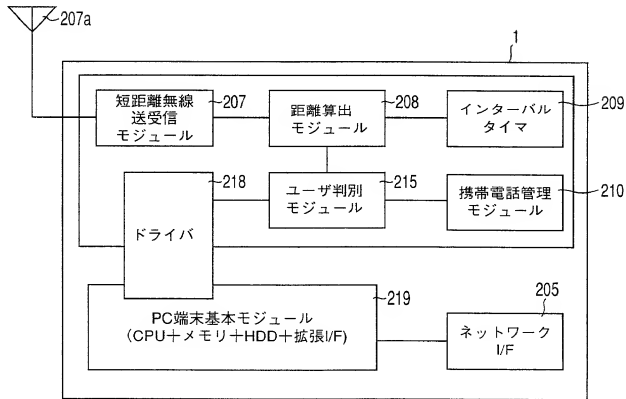 207a
1
短距離無線
送受信
モジュール
207
距離算出
モジュール
208
インターバル
タイマ
209
218
ユーザ判別
モジュール
215
携帯電話管理
モジュール
210
ドライバ
219
PC端末基本モジュール
(CPU+メモリ+HDD+拡張I/F)
205
ネットワーク
I/F